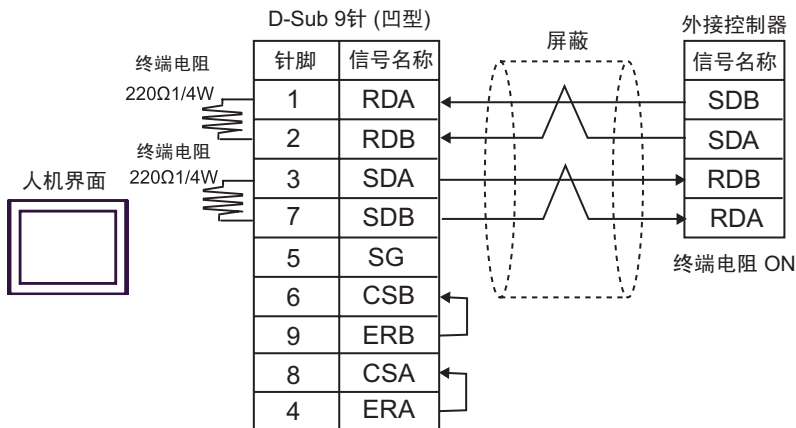 D-Sub 9针 (凹型)
屏蔽
外接控制器
终端电阻
220Ω1/4W
终端电阻
220Ω1/4W
人机界面
针脚 信号名称
1 RDA
2 RDB
3 SDA
7 SDB
5 SG
6 CSB
9 ERB
8 CSA
4 ERA
信号名称
SDB
SDA
RDB
RDA
终端电阻 ON